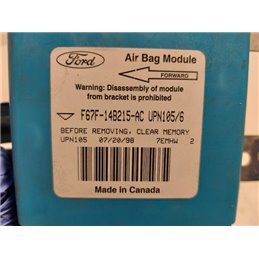 Ford
Air Bag Module
FORWARD
Warning: Disassembly of module
from bracket is prohibited
F67F-14B215-AC UPN105/6
BEFORE REMOVING, CLEAR MEMORY
UPN105 07/20/98 7EMHW 2
Made in Canada